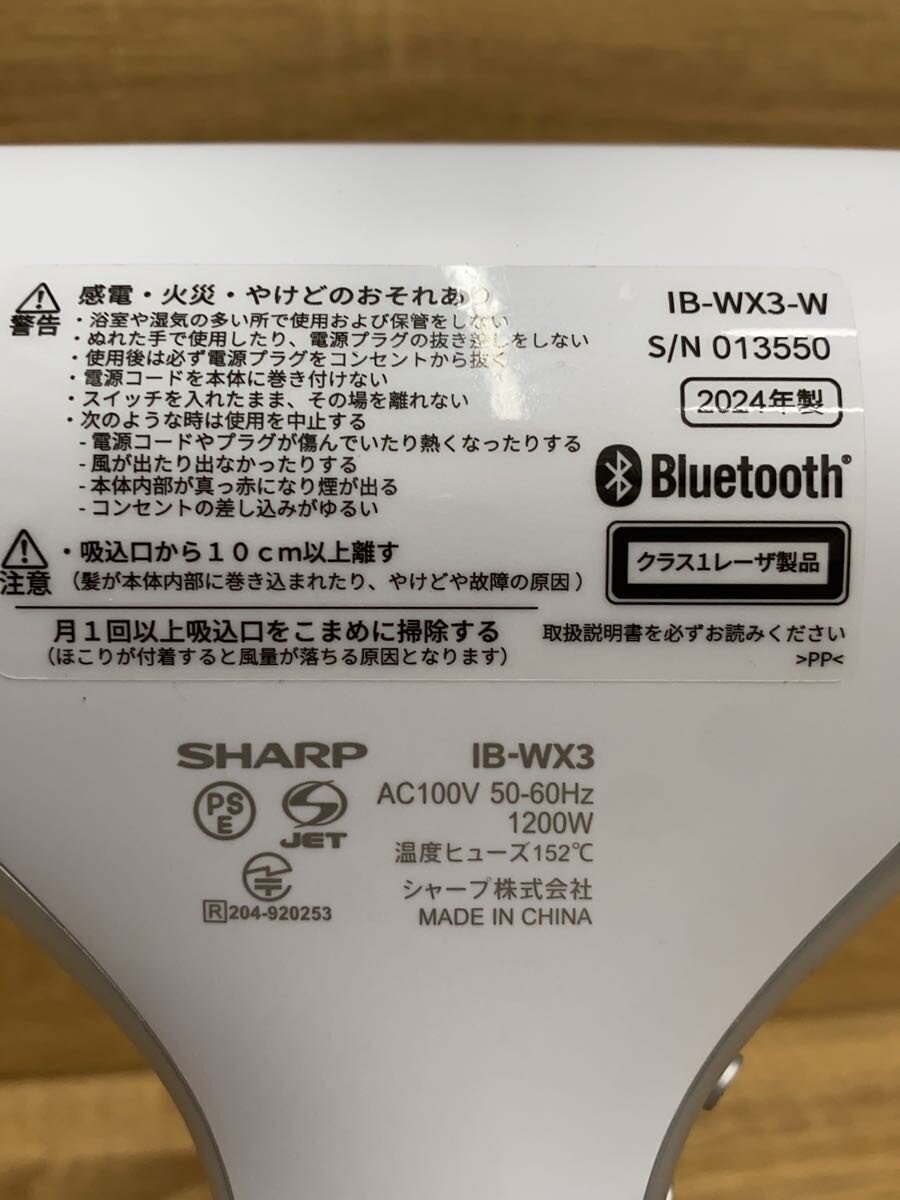 警告
感電・火災・やけどのおそれあり
・浴室や湿気の多い所で使用および保管をしない
・ぬれた手で使用したり、電源プラグの抜き差しをしない
・使用後は必ず電源プラグをコンセントから抜く
・電源コードを本体に巻き付けない
・スイッチを入れたまま、その場を離れない
・次のような時は使用を中止する
- 電源コードやプラグが傷んでいたり熱くなったりする
- 風が出たり出なかったりする
- 本体内部が真っ赤になり煙が出る
- コンセントの差し込みがゆるい
注意
・吸込口から10cm以上離す
（髪が本体内部に巻き込まれたり、やけどや故障の原因）
月1回以上吸込口をこまめに掃除する
（ほこりが付着すると風量が落ちる原因となります）
IB-WX3-W
S/N 013550
2024年製
Bluetooth®
クラス1レーザ製品
取扱説明書を必ずお読みください
>PP<
SHARP
IB-WX3
PSE
JET
AC100V 50-60Hz
1200W
温度ヒューズ152℃
R 204-920253
シャープ株式会社
MADE IN CHINA